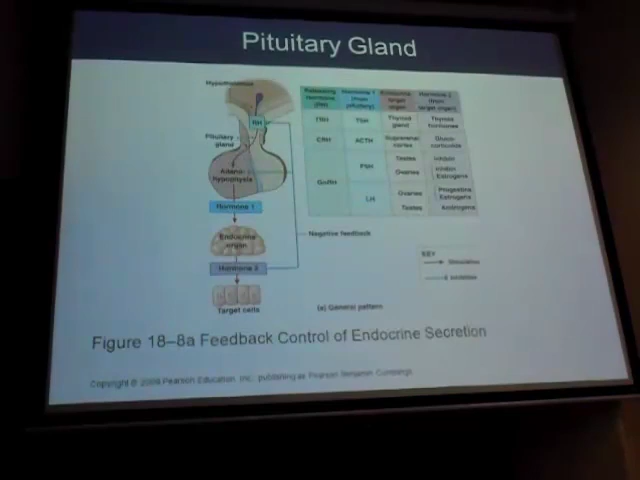 Pituitary Gland
Hypothalamus
RH
Pituitary
gland
Adeno-
hypophysis
Hormone 1
Endocrine
organ
Hormone 2
Target cells
Negative feedback
Releasing
hormone
(RH)
Hormone 1
(from
pituitary)
Endocrine
target
organ
Hormone 2
(from
target organ)
TRH
TSH
Thyroid
gland
Thyroid
hormones
CRH
ACTH
Suprarenal
cortex
Gluco-
corticoids
GnRH
FSH
Testes
Inhibin
Ovaries
Inhibin
Estrogens
LH
Ovaries
Progestins
Estrogens
Testes
Androgens
KEY
Stimulation
Inhibition
(a) General pattern
Figure 18–8a Feedback Control of Endocrine Secretion
Copyright © 2009 Pearson Education, Inc., publishing as Pearson Benjamin Cummings